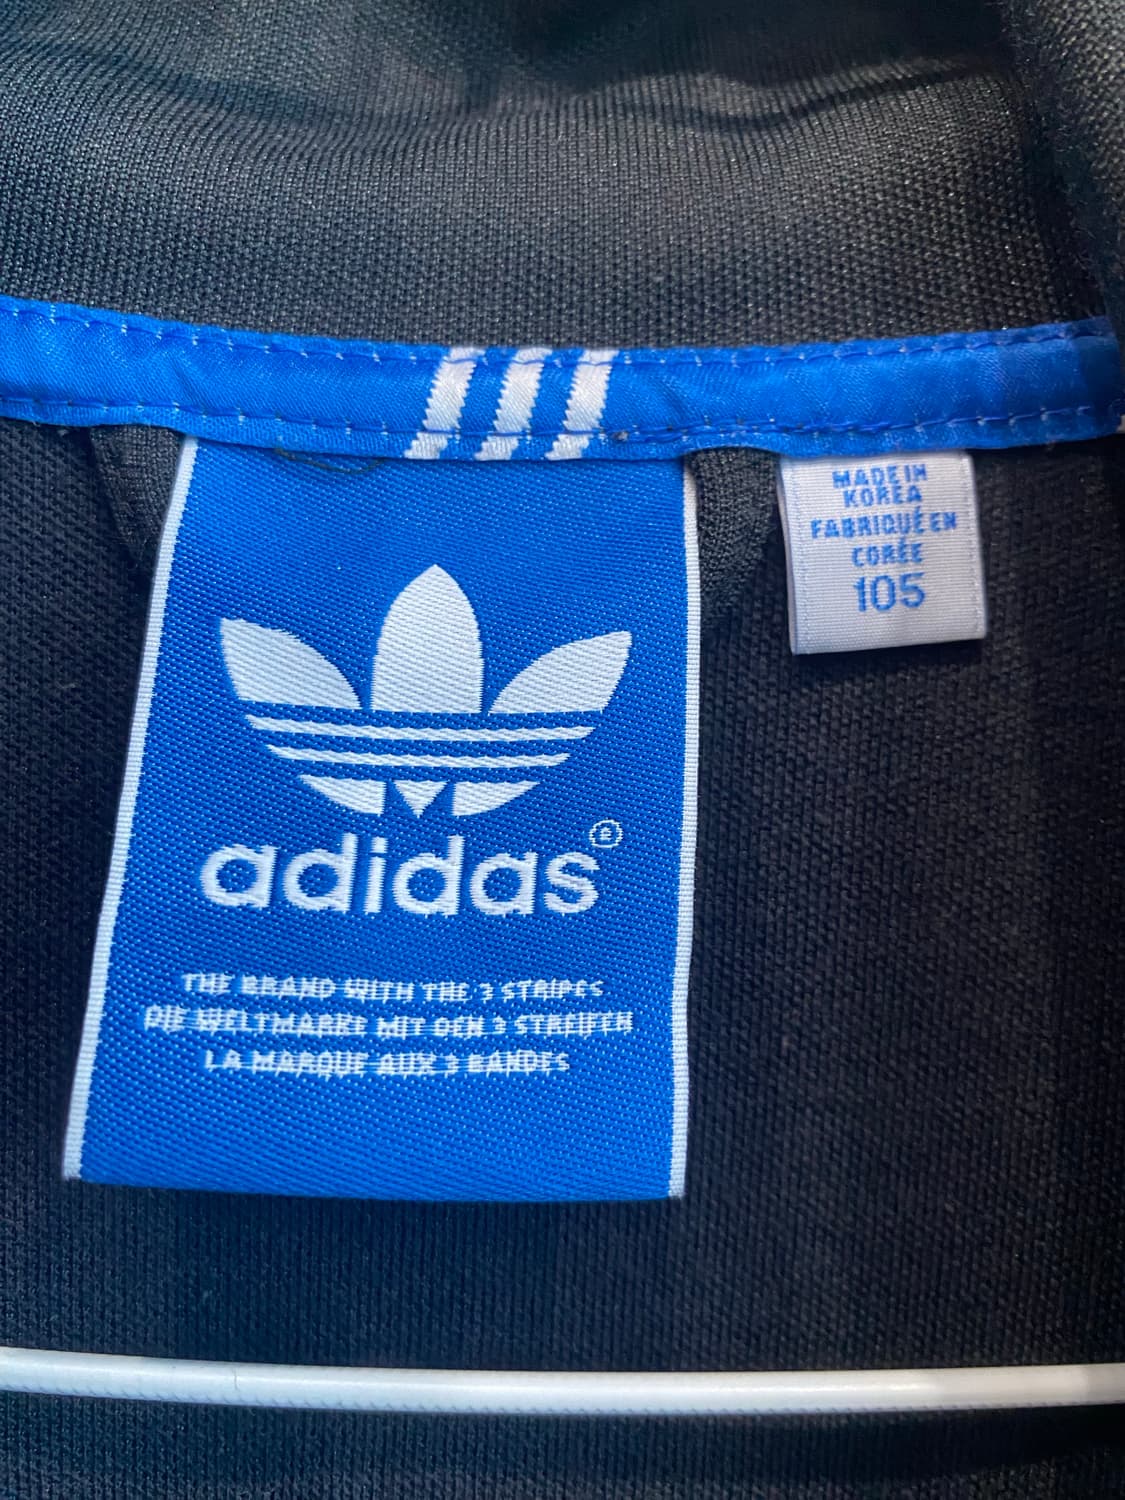 MADE IN
KOREA
FABRIQUÉ EN
CORÉE
105
adidas®
THE BRAND WITH THE 3 STRIPES
DIE WELTMARKE MIT DEN 3 STREIFEN
LA MARQUE AUX 3 BANDES